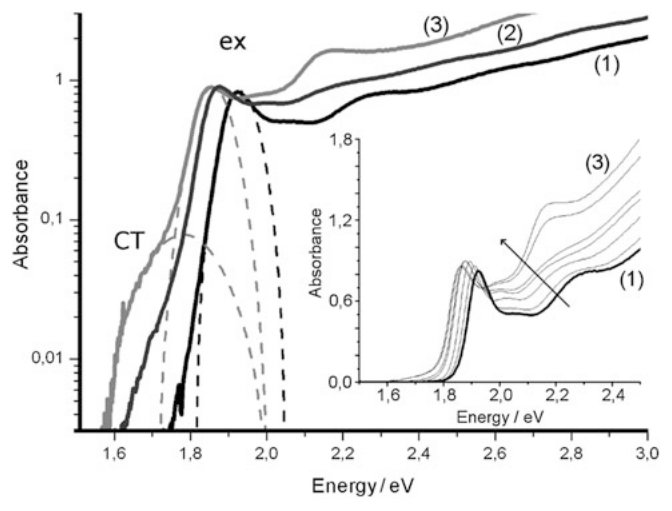 ex
(3)
(2)
(1)
CT
Absorbance
1
0,1
0,01
1,6 1,8 2,0 2,2 2,4 2,6 2,8 3,0
Energy / eV
1,8
1,2
0,6
0,0
Absorbance
(3)
(1)
1,6 1,8 2,0 2,2 2,4
Energy / eV